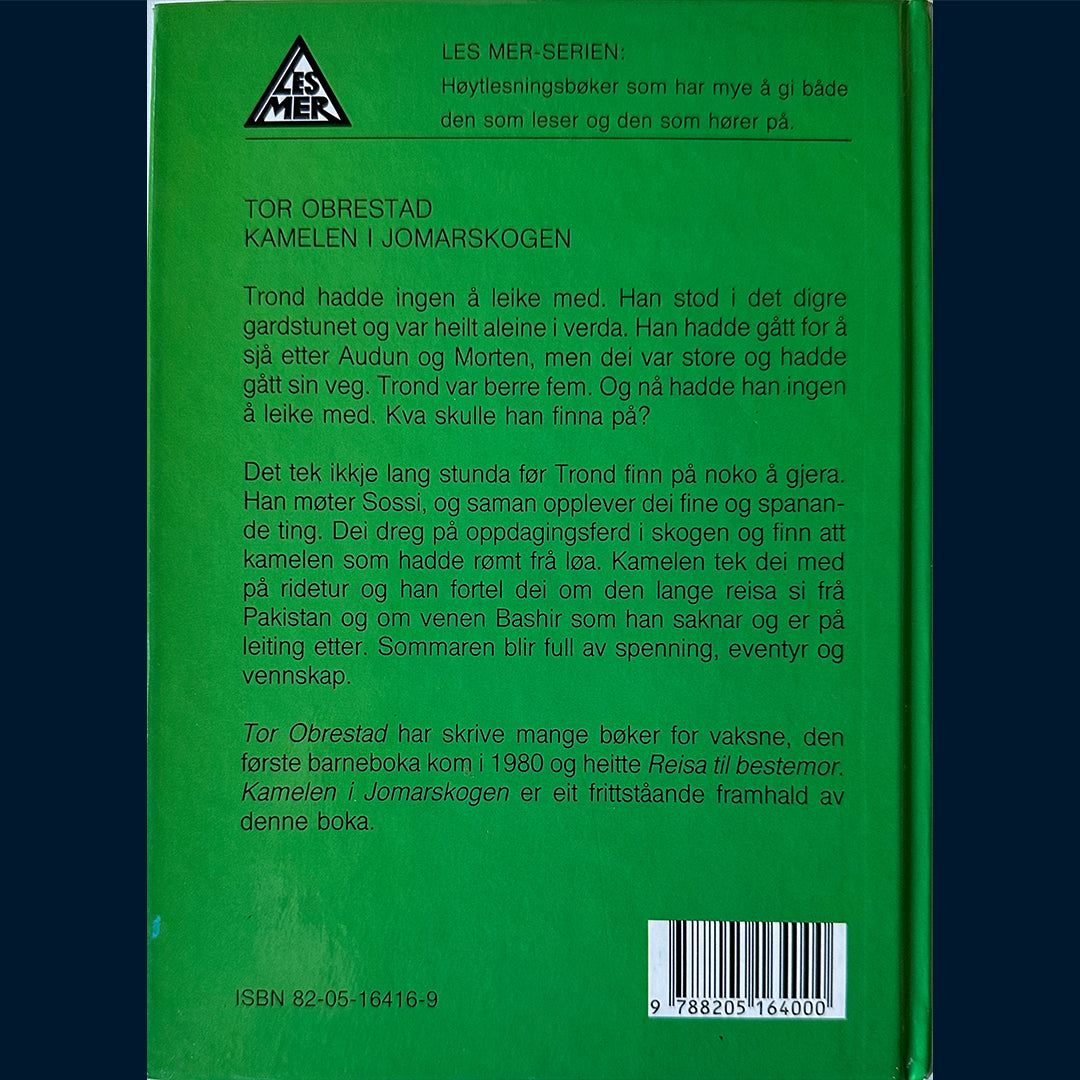 LES
MER
LES MER-SERIEN:
Høytlesningsbøker som har mye å gi både
den som leser og den som hører på.
TOR OBRESTAD
KAMELEN I JOMARSKOGEN
Trond hadde ingen å leike med. Han stod i det digre
gardstunet og var heilt aleine i verda. Han hadde gått for å
sjå etter Audun og Morten, men dei var store og hadde
gått sin veg. Trond var berre fem. Og nå hadde han ingen
å leike med. Kva skulle han finna på?
Det tek ikkje lang stunda før Trond finn på noko å gjera.
Han møter Sossi, og saman opplever dei fine og spanan-
de ting. Dei dreg på oppdagingsferd i skogen og finn att
kamelen som hadde rømt frå løa. Kamelen tek dei med
på ridetur og han fortel dei om den lange reisa si frå
Pakistan og om venen Bashir som han saknar og er på
leiting etter. Sommaren blir full av spenning, eventyr og
vennskap.
Tor Obrestad har skrive mange bøker for vaksne, den
første barneboka kom i 1980 og heitte Reisa til bestemor.
Kamelen i Jomarskogen er eit frittståande framhald av
denne boka.
ISBN 82-05-16416-9
9 788205 164000